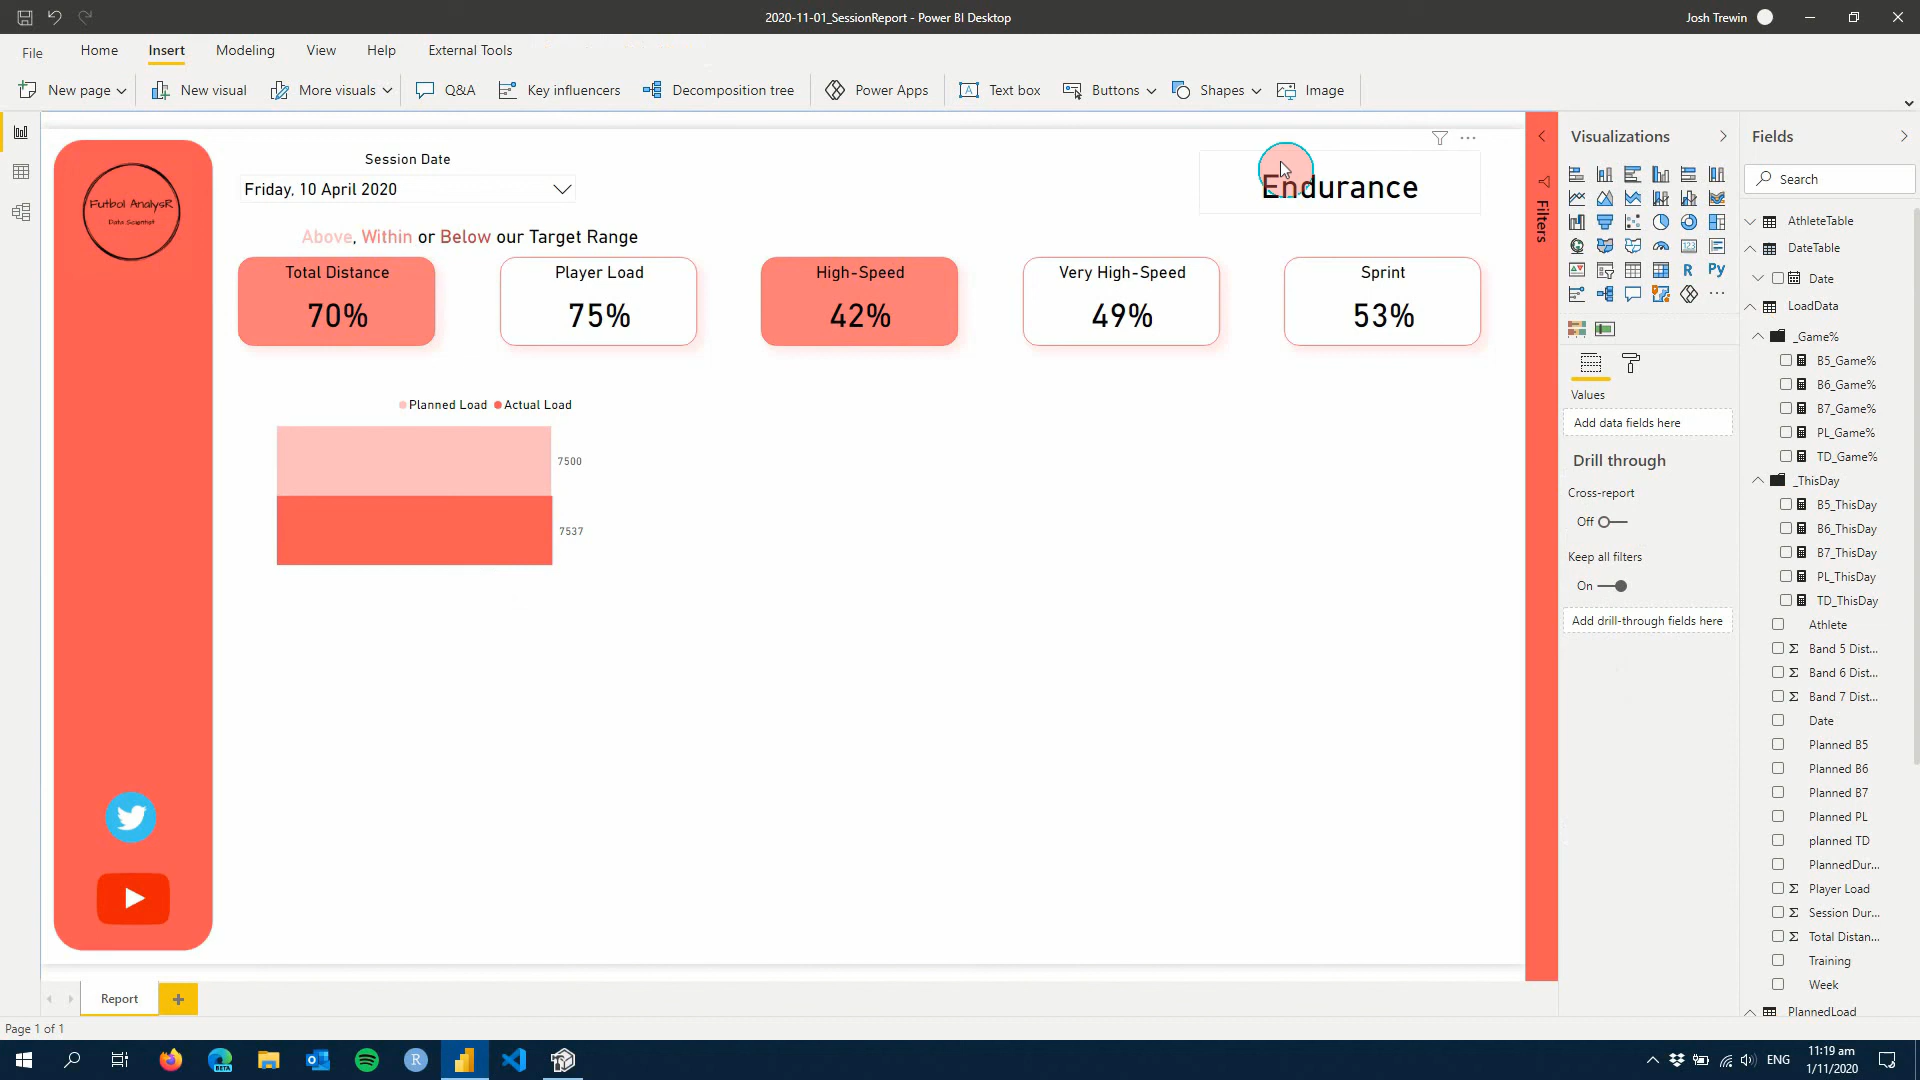 2020-11-01_SessionReport - Power BI Desktop
Josh Trewin
File
Home
Insert
Modeling
View
Help
External Tools
New page
New visual
More visuals
Q&A
Key influencers
Decomposition tree
Power Apps
Text box
Buttons
Shapes
Image
Futbol AnalysR
Data Scientist
Session Date
Friday, 10 April 2020
Endurance
Above, Within or Below our Target Range
Total Distance
70%
Player Load
75%
High-Speed
42%
Very High-Speed
49%
Sprint
53%
Planned Load
Actual Load
7500
7537
Filters
Visualizations
R
Py
123
Values
Add data fields here
Drill through
Cross-report
Off
Keep all filters
On
Add drill-through fields here
Fields
Search
AthleteTable
DateTable
Date
LoadData
_Game%
B5_Game%
B6_Game%
B7_Game%
PL_Game%
TD_Game%
_ThisDay
B5_ThisDay
B6_ThisDay
B7_ThisDay
PL_ThisDay
TD_ThisDay
Athlete
Band 5 Dist...
Band 6 Dist...
Band 7 Dist...
Date
Planned B5
Planned B6
Planned B7
Planned PL
planned TD
PlannedDur...
Player Load
Session Dur...
Total Distan...
Training
Week
PlannedLoad
Report
Page 1 of 1
BETA
R
ENG
11:19 am
1/11/2020